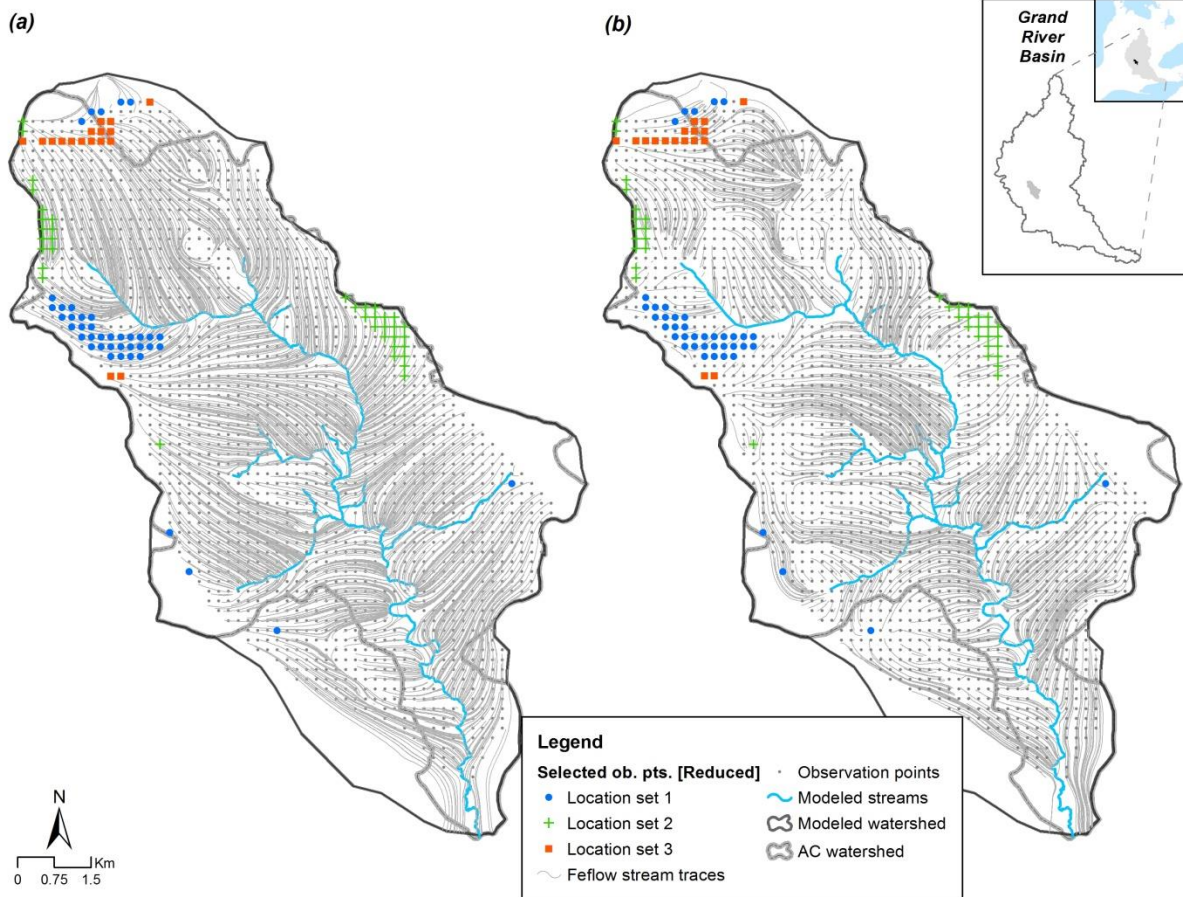 (a)
(b)
Grand
River
Basin
Legend
Selected ob. pts. [Reduced]
Location set 1
Location set 2
Location set 3
Feflow stream traces
Observation points
Modeled streams
Modeled watershed
AC watershed
N
Km
0 0.75 1.5